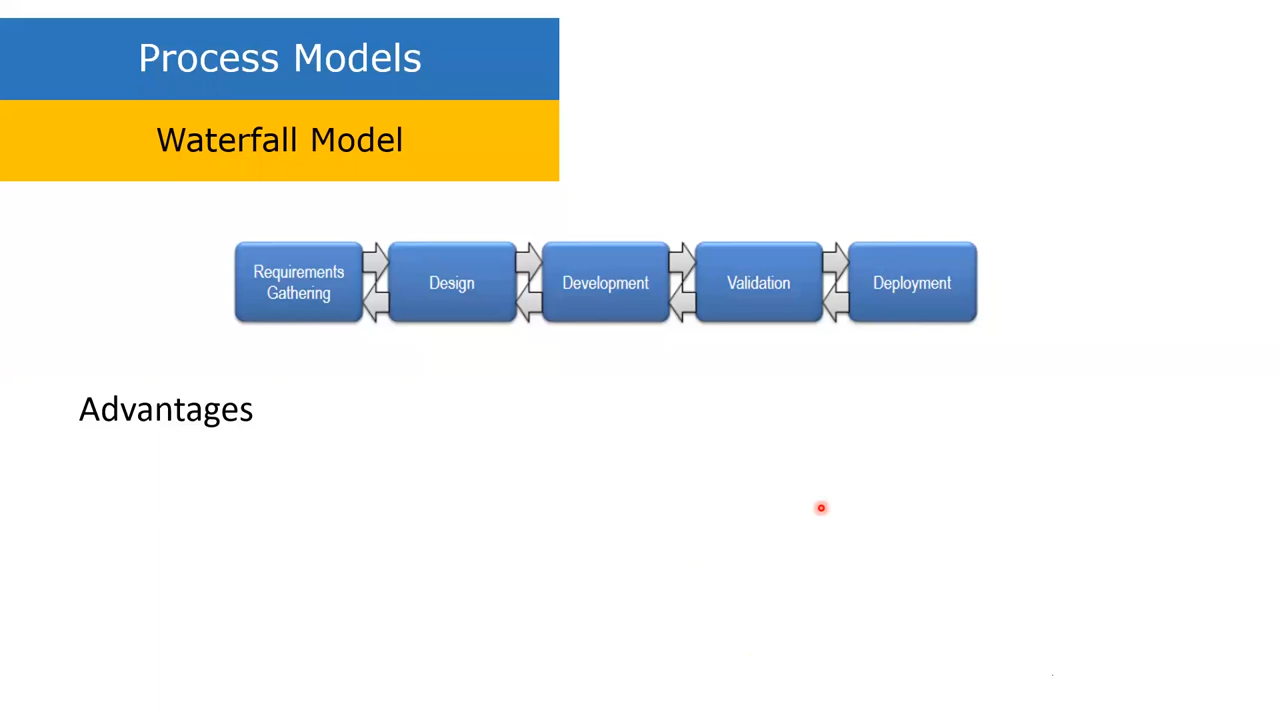 Process Models
Waterfall Model
Requirements
Gathering
Design
Development
Validation
Deployment
Advantages